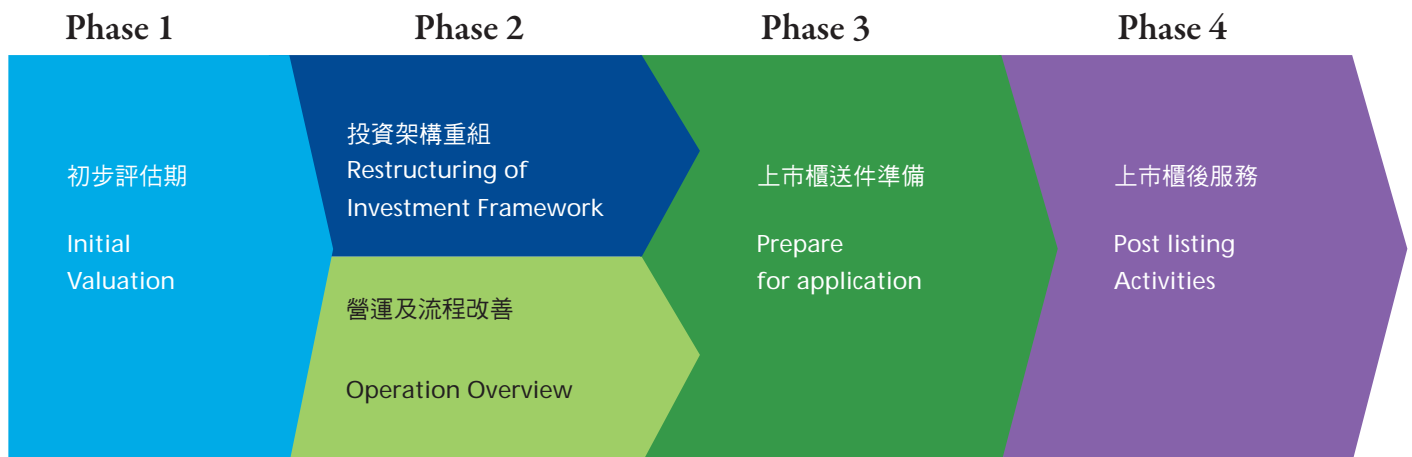 Phase 1
Phase 2
Phase 3
Phase 4
初步評估期
Initial
Valuation
投資架構重組
Restructuring of
Investment Framework
營運及流程改善
Operation Overview
上市櫃送件準備
Prepare
for application
上市櫃後服務
Post listing
Activities